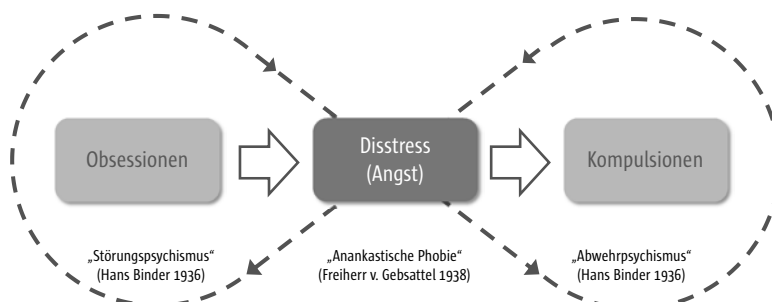 Obsessionen
Disstress
(Angst)
Kompulsionen
„Störungspsychismus“
(Hans Binder 1936)
„Anankastische Phobie“
(Freiherr v. Gebsattel 1938)
„Abwehrpsychismus“
(Hans Binder 1936)